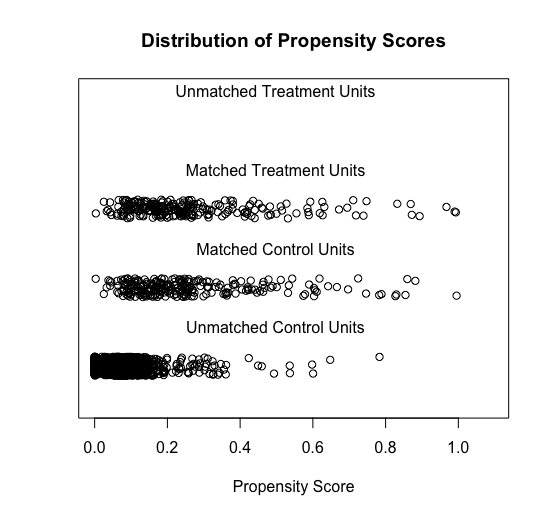 Distribution of Propensity Scores
Unmatched Treatment Units
Matched Treatment Units
Matched Control Units
Unmatched Control Units
0.0 0.2 0.4 0.6 0.8 1.0
Propensity Score